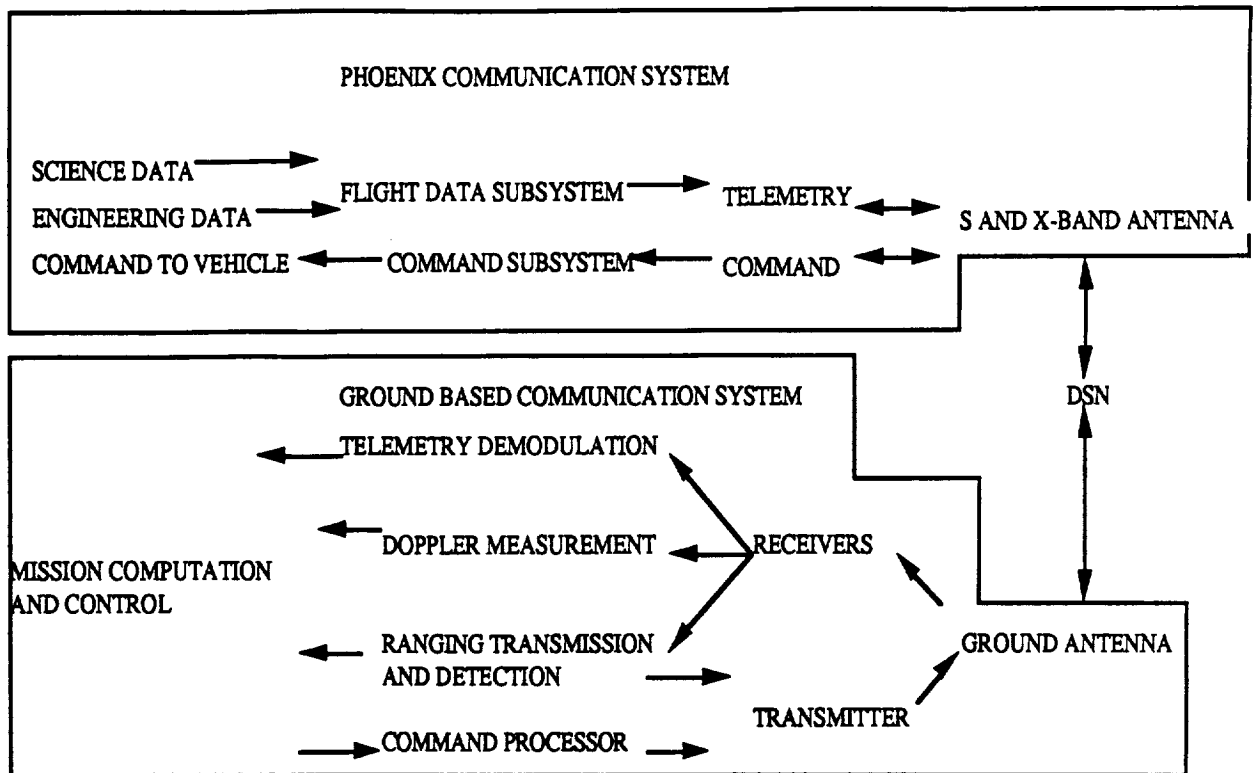 PHOENIX COMMUNICATION SYSTEM
SCIENCE DATA
FLIGHT DATA SUBSYSTEM
TELEMETRY
ENGINEERING DATA
S AND X-BAND ANTENNA
COMMAND TO VEHICLE
COMMAND SUBSYSTEM
COMMAND
GROUND BASED COMMUNICATION SYSTEM
DSN
TELEMETRY DEMODULATION
DOPPLER MEASUREMENT
RECEIVERS
MISSION COMPUTATION
AND CONTROL
RANGING TRANSMISSION
AND DETECTION
GROUND ANTENNA
TRANSMITTER
COMMAND PROCESSOR